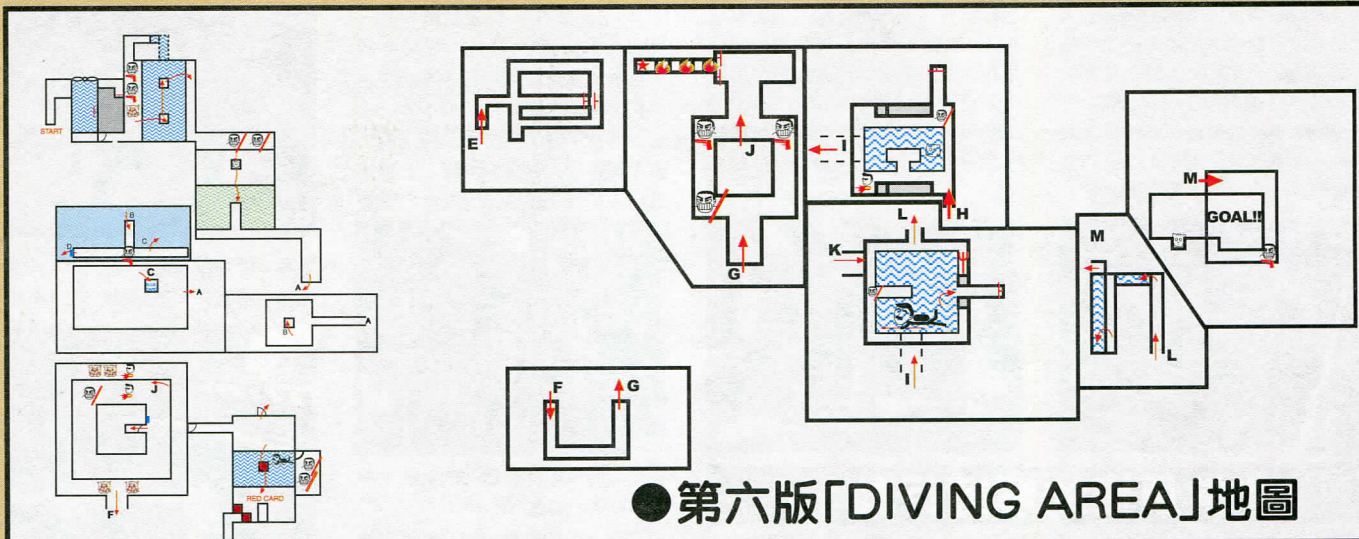 START
B
D
C
C
A
A
B
A
J
F
RED CARD
E
J
G
I
H
F
G
K
L
I
M
L
M
GOAL!!
●第六版「DIVING AREA」地圖